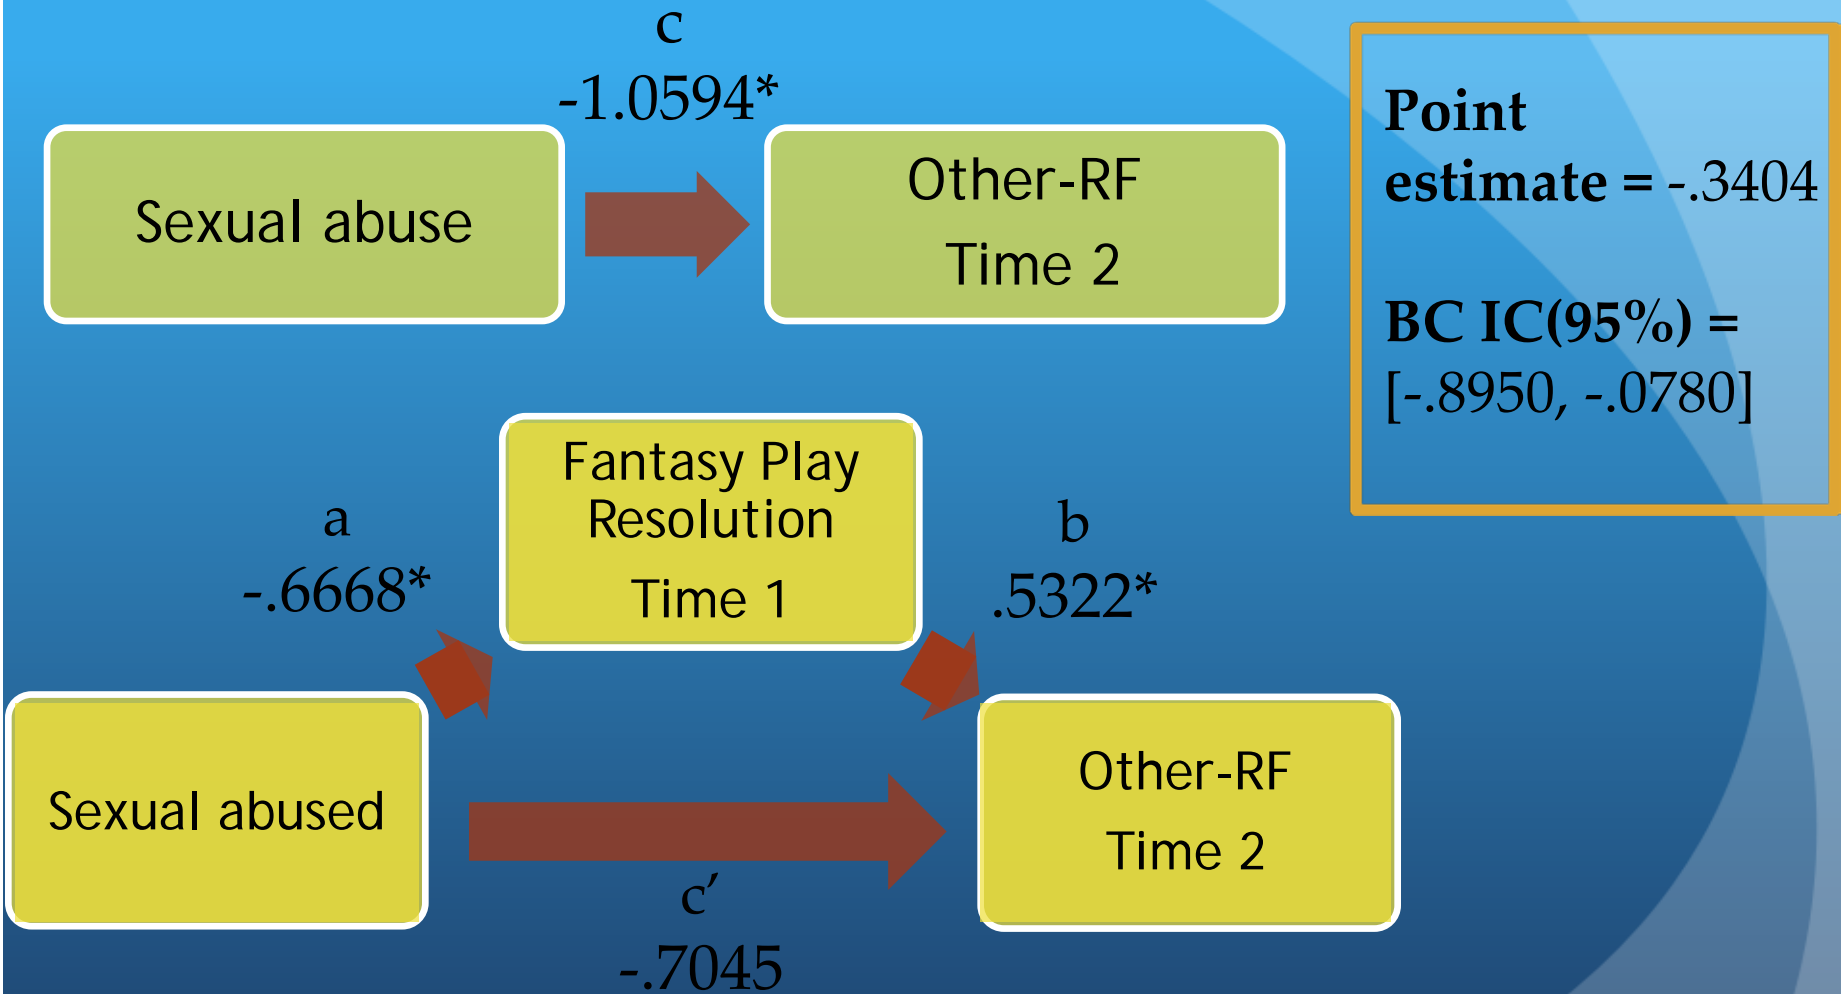 c
-1.0594*
Sexual abuse
Other-RF
Time 2
Point
estimate = -.3404
BC IC(95%) =
[-.8950, -.0780]
Fantasy Play
Resolution
Time 1
a
-.6668*
b
.5322*
Sexual abused
Other-RF
Time 2
c′
-.7045